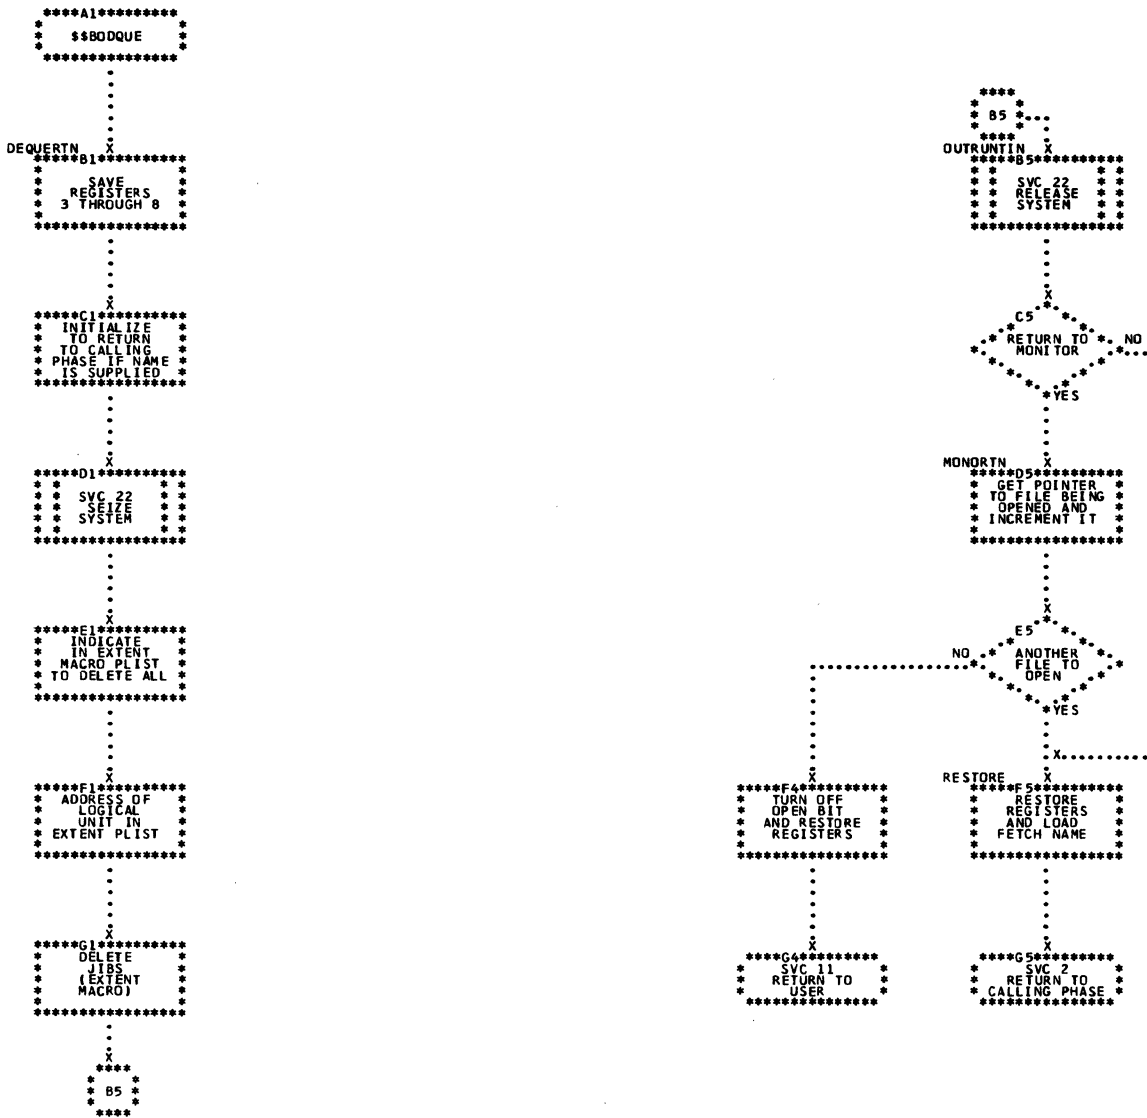 A1
$$BODQUE
DEQUERTN
B1
SAVE
REGISTERS
3 THROUGH 8
C1
INITIALIZE
TO RETURN
TO CALLING
PHASE IF NAME
IS SUPPLIED
D1
SVC 22
SEIZE
SYSTEM
E1
INDICATE
IN EXTENT
MACRO PLIST
TO DELETE ALL
F1
ADDRESS OF
LOGICAL
UNIT IN
EXTENT PLIST
G1
DELETE
JIBS
(EXTENT
MACRO)
B5
B5
OUTRUNTIN
B5
SVC 22
RELEASE
SYSTEM
C5
RETURN TO
MONITOR
NO
YES
MONORTN
D5
GET POINTER
TO FILE BEING
OPENED AND
INCREMENT IT
E5
NO
ANOTHER
FILE TO
OPEN
YES
F4
TURN OFF
OPEN BIT
AND RESTORE
REGISTERS
G4
SVC 11
RETURN TO
USER
RESTORE
F5
RESTORE
REGISTERS
AND LOAD
FETCH NAME
G5
SVC 2
RETURN TO
CALLING PHASE